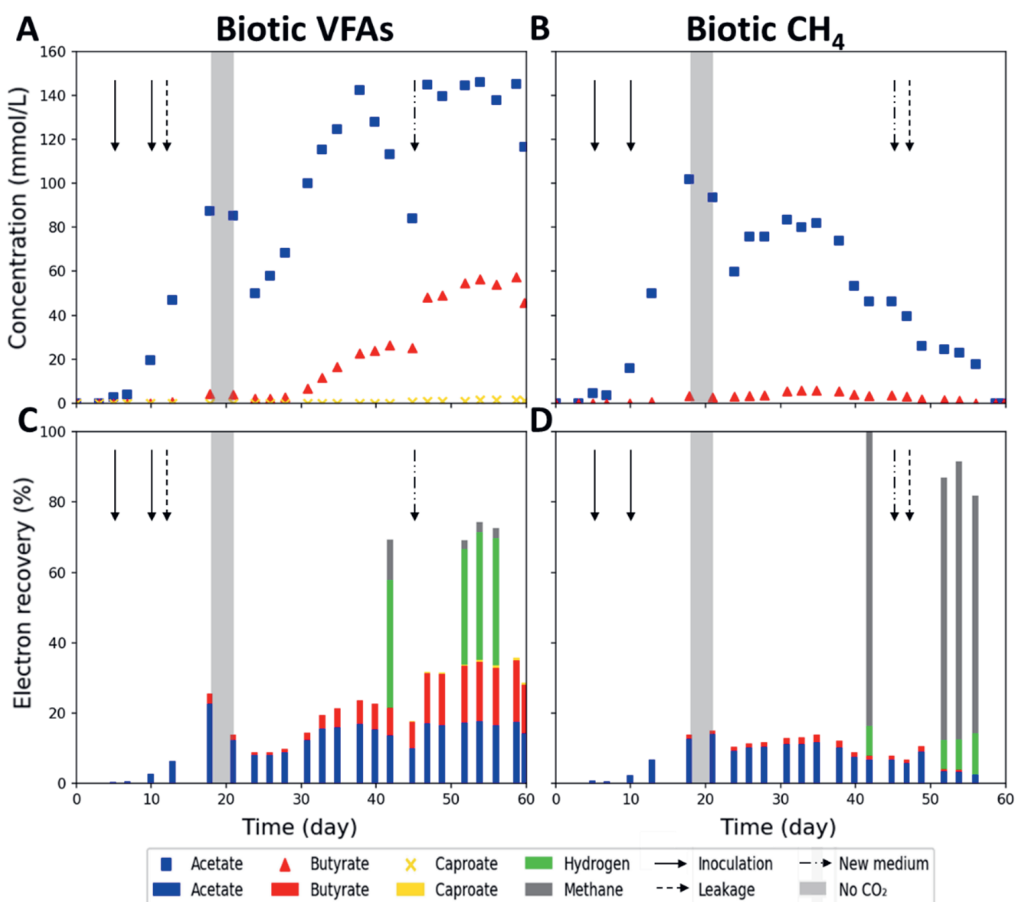 A Biotic VFAs B Biotic CH₄
160
140
120
100
80
60
40
20
0
Concentration (mmol/L)
C D
100
80
60
40
20
0
Electron recovery (%)
0 10 20 30 40 50 60
0 10 20 30 40 50 60
Time (day) Time (day)
Acetate Butyrate Caproate Hydrogen Inoculation New medium
Acetate Butyrate Caproate Methane Leakage No CO₂